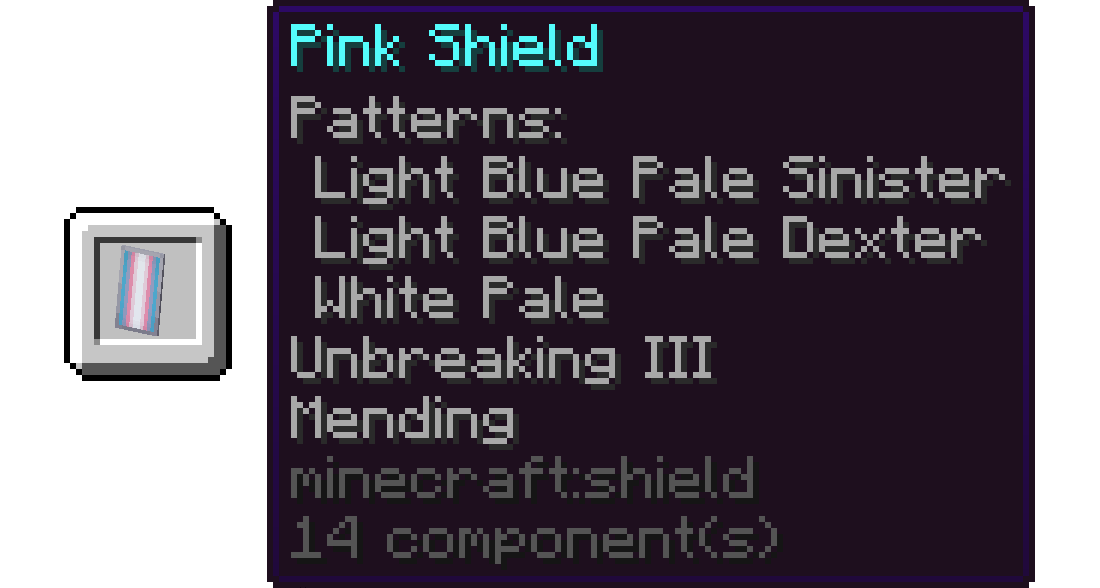 Pink Shield
Patterns:
Light Blue Pale Sinister
Light Blue Pale Dexter
White Pale
Unbreaking III
Mending
minecraft:shield
14 component(s)